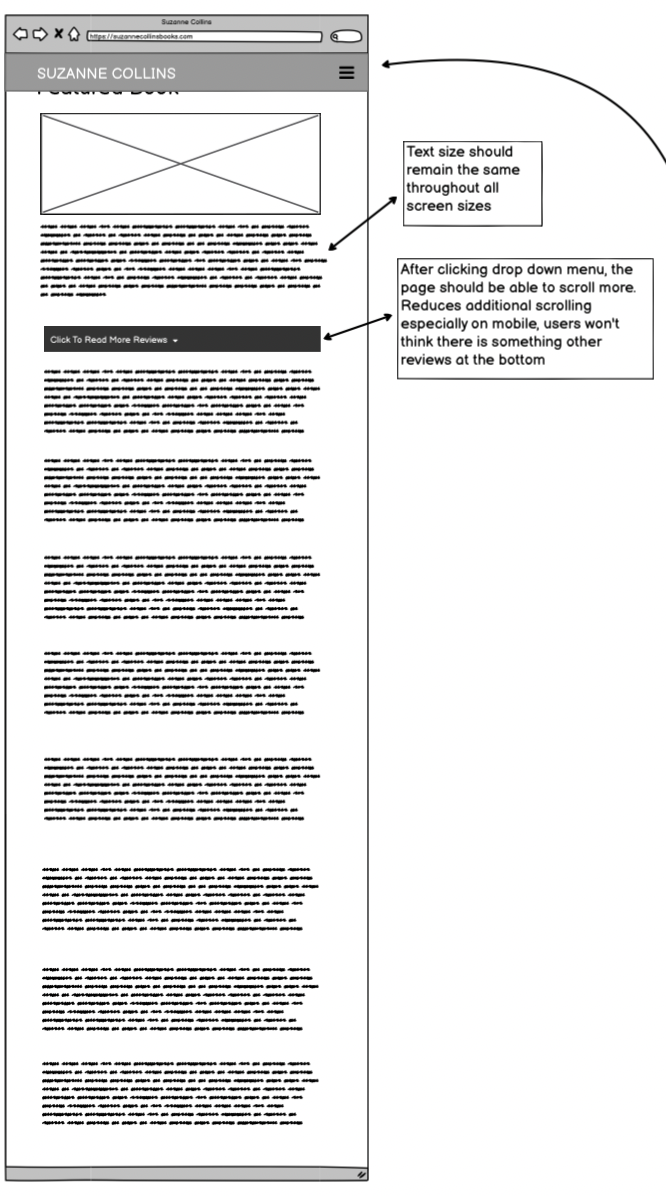 Suzanne Collins
https://suzannecollinsbooks.com
SUZANNE COLLINS
Featured Book
Text size should
remain the same
throughout all
screen sizes
After clicking drop down menu, the
page should be able to scroll more.
Reduces additional scrolling
especially on mobile, users won't
think there is something other
reviews at the bottom
Click To Read More Reviews